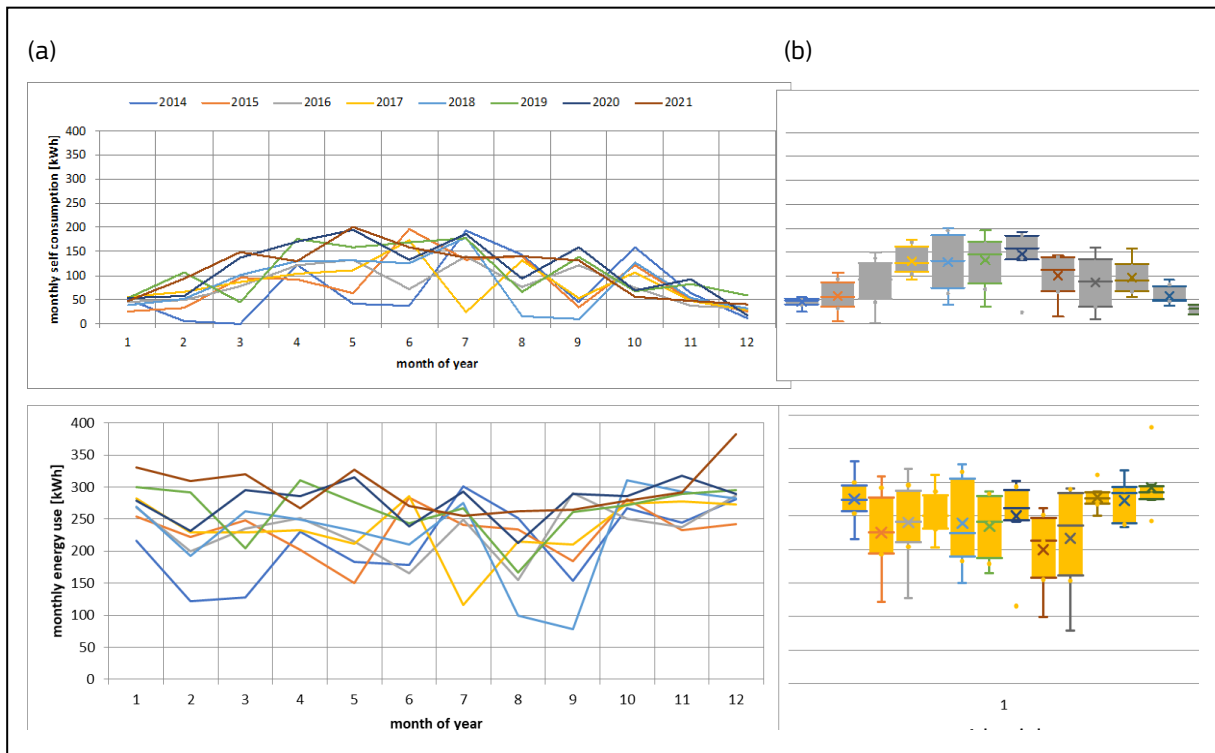 (a)
(b)
2014 2015 2016 2017 2018 2019 2020 2021
monthly self consumption [kWh]
400
350
300
250
200
150
100
50
0
1 2 3 4 5 6 7 8 9 10 11 12
month of year
monthly energy use [kWh]
400
350
300
250
200
150
100
50
0
1 2 3 4 5 6 7 8 9 10 11 12
month of year
1